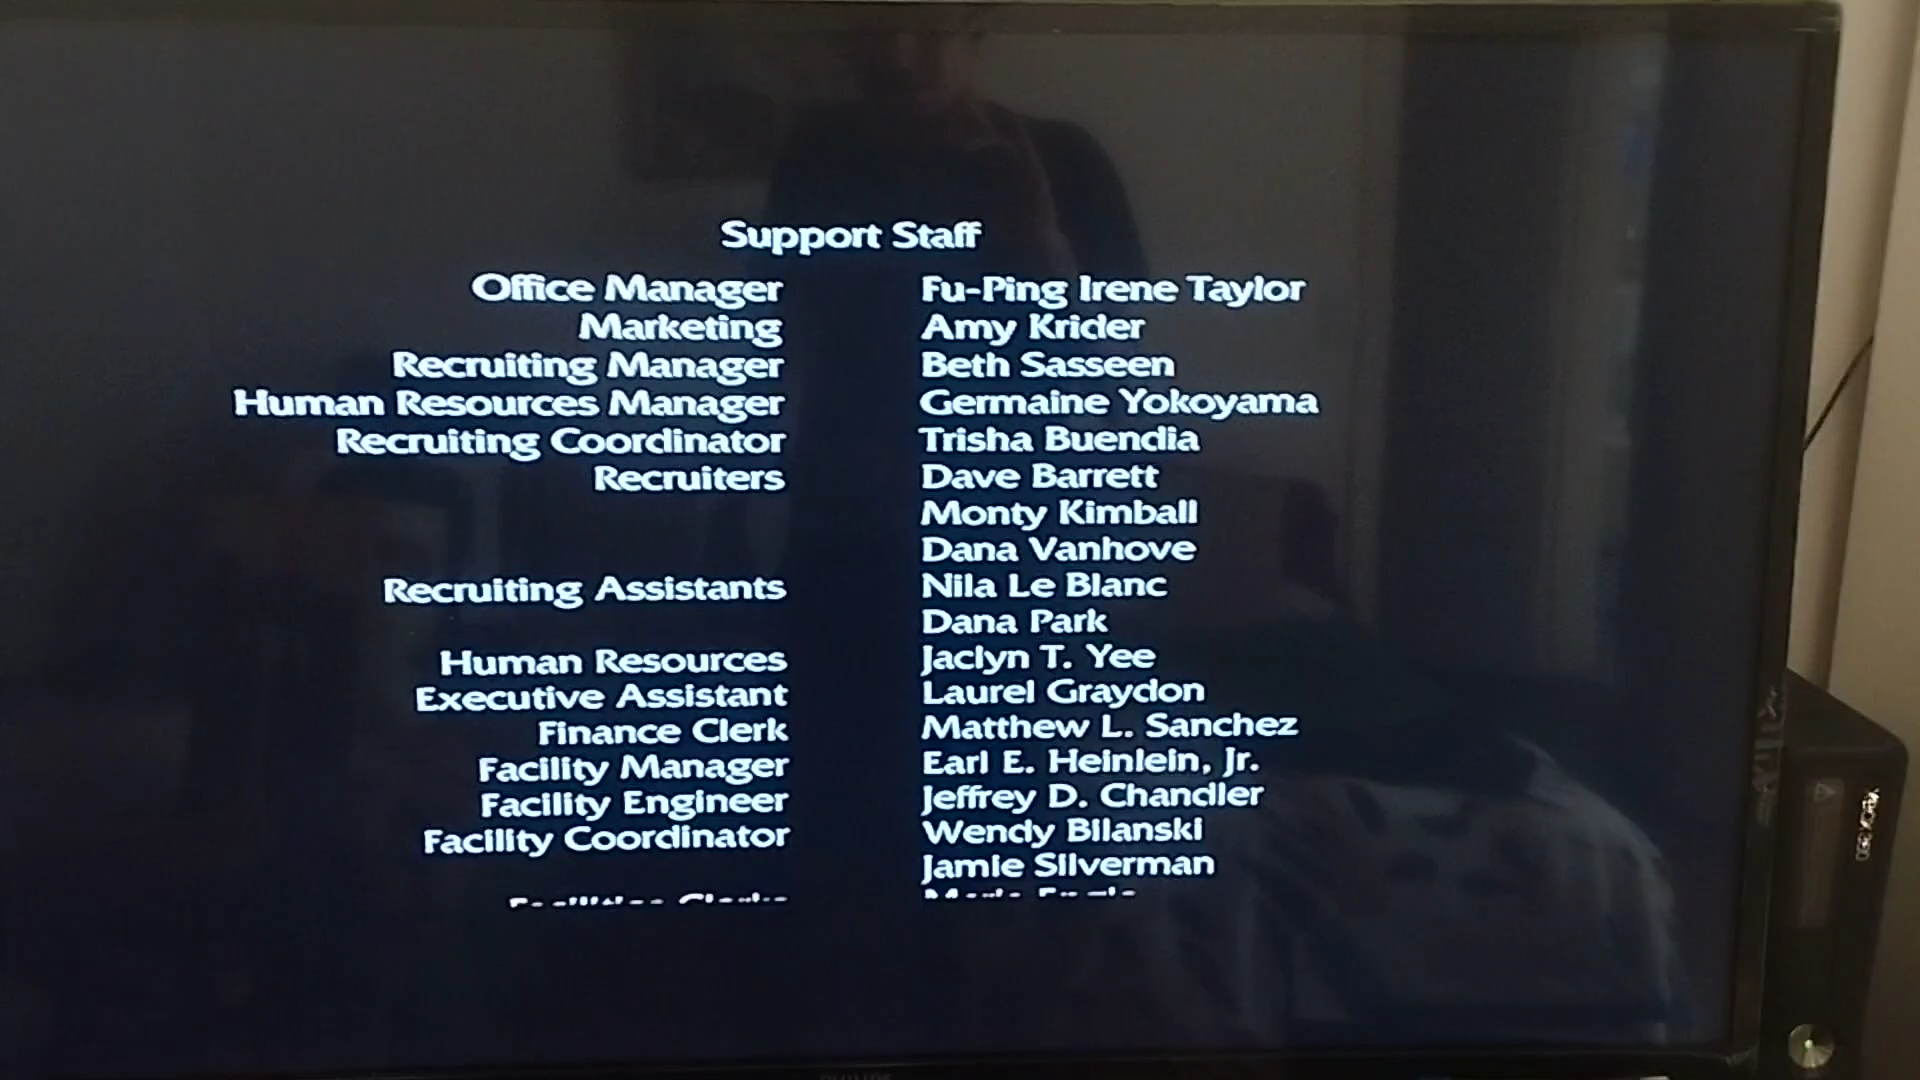 Support Staff
Office Manager Fu-Ping Irene Taylor
Marketing Amy Krider
Recruiting Manager Beth Sasseen
Human Resources Manager Germaine Yokoyama
Recruiting Coordinator Trisha Buendia
Recruiters Dave Barrett
Monty Kimball
Dana Vanhove
Recruiting Assistants Nila Le Blanc
Dana Park
Human Resources Jaclyn T. Yee
Executive Assistant Laurel Graydon
Finance Clerk Matthew L. Sanchez
Facility Manager Earl E. Heinlein, Jr.
Facility Engineer Jeffrey D. Chandler
Facility Coordinator Wendy Bilanski
Jamie Silverman
XBOX 360